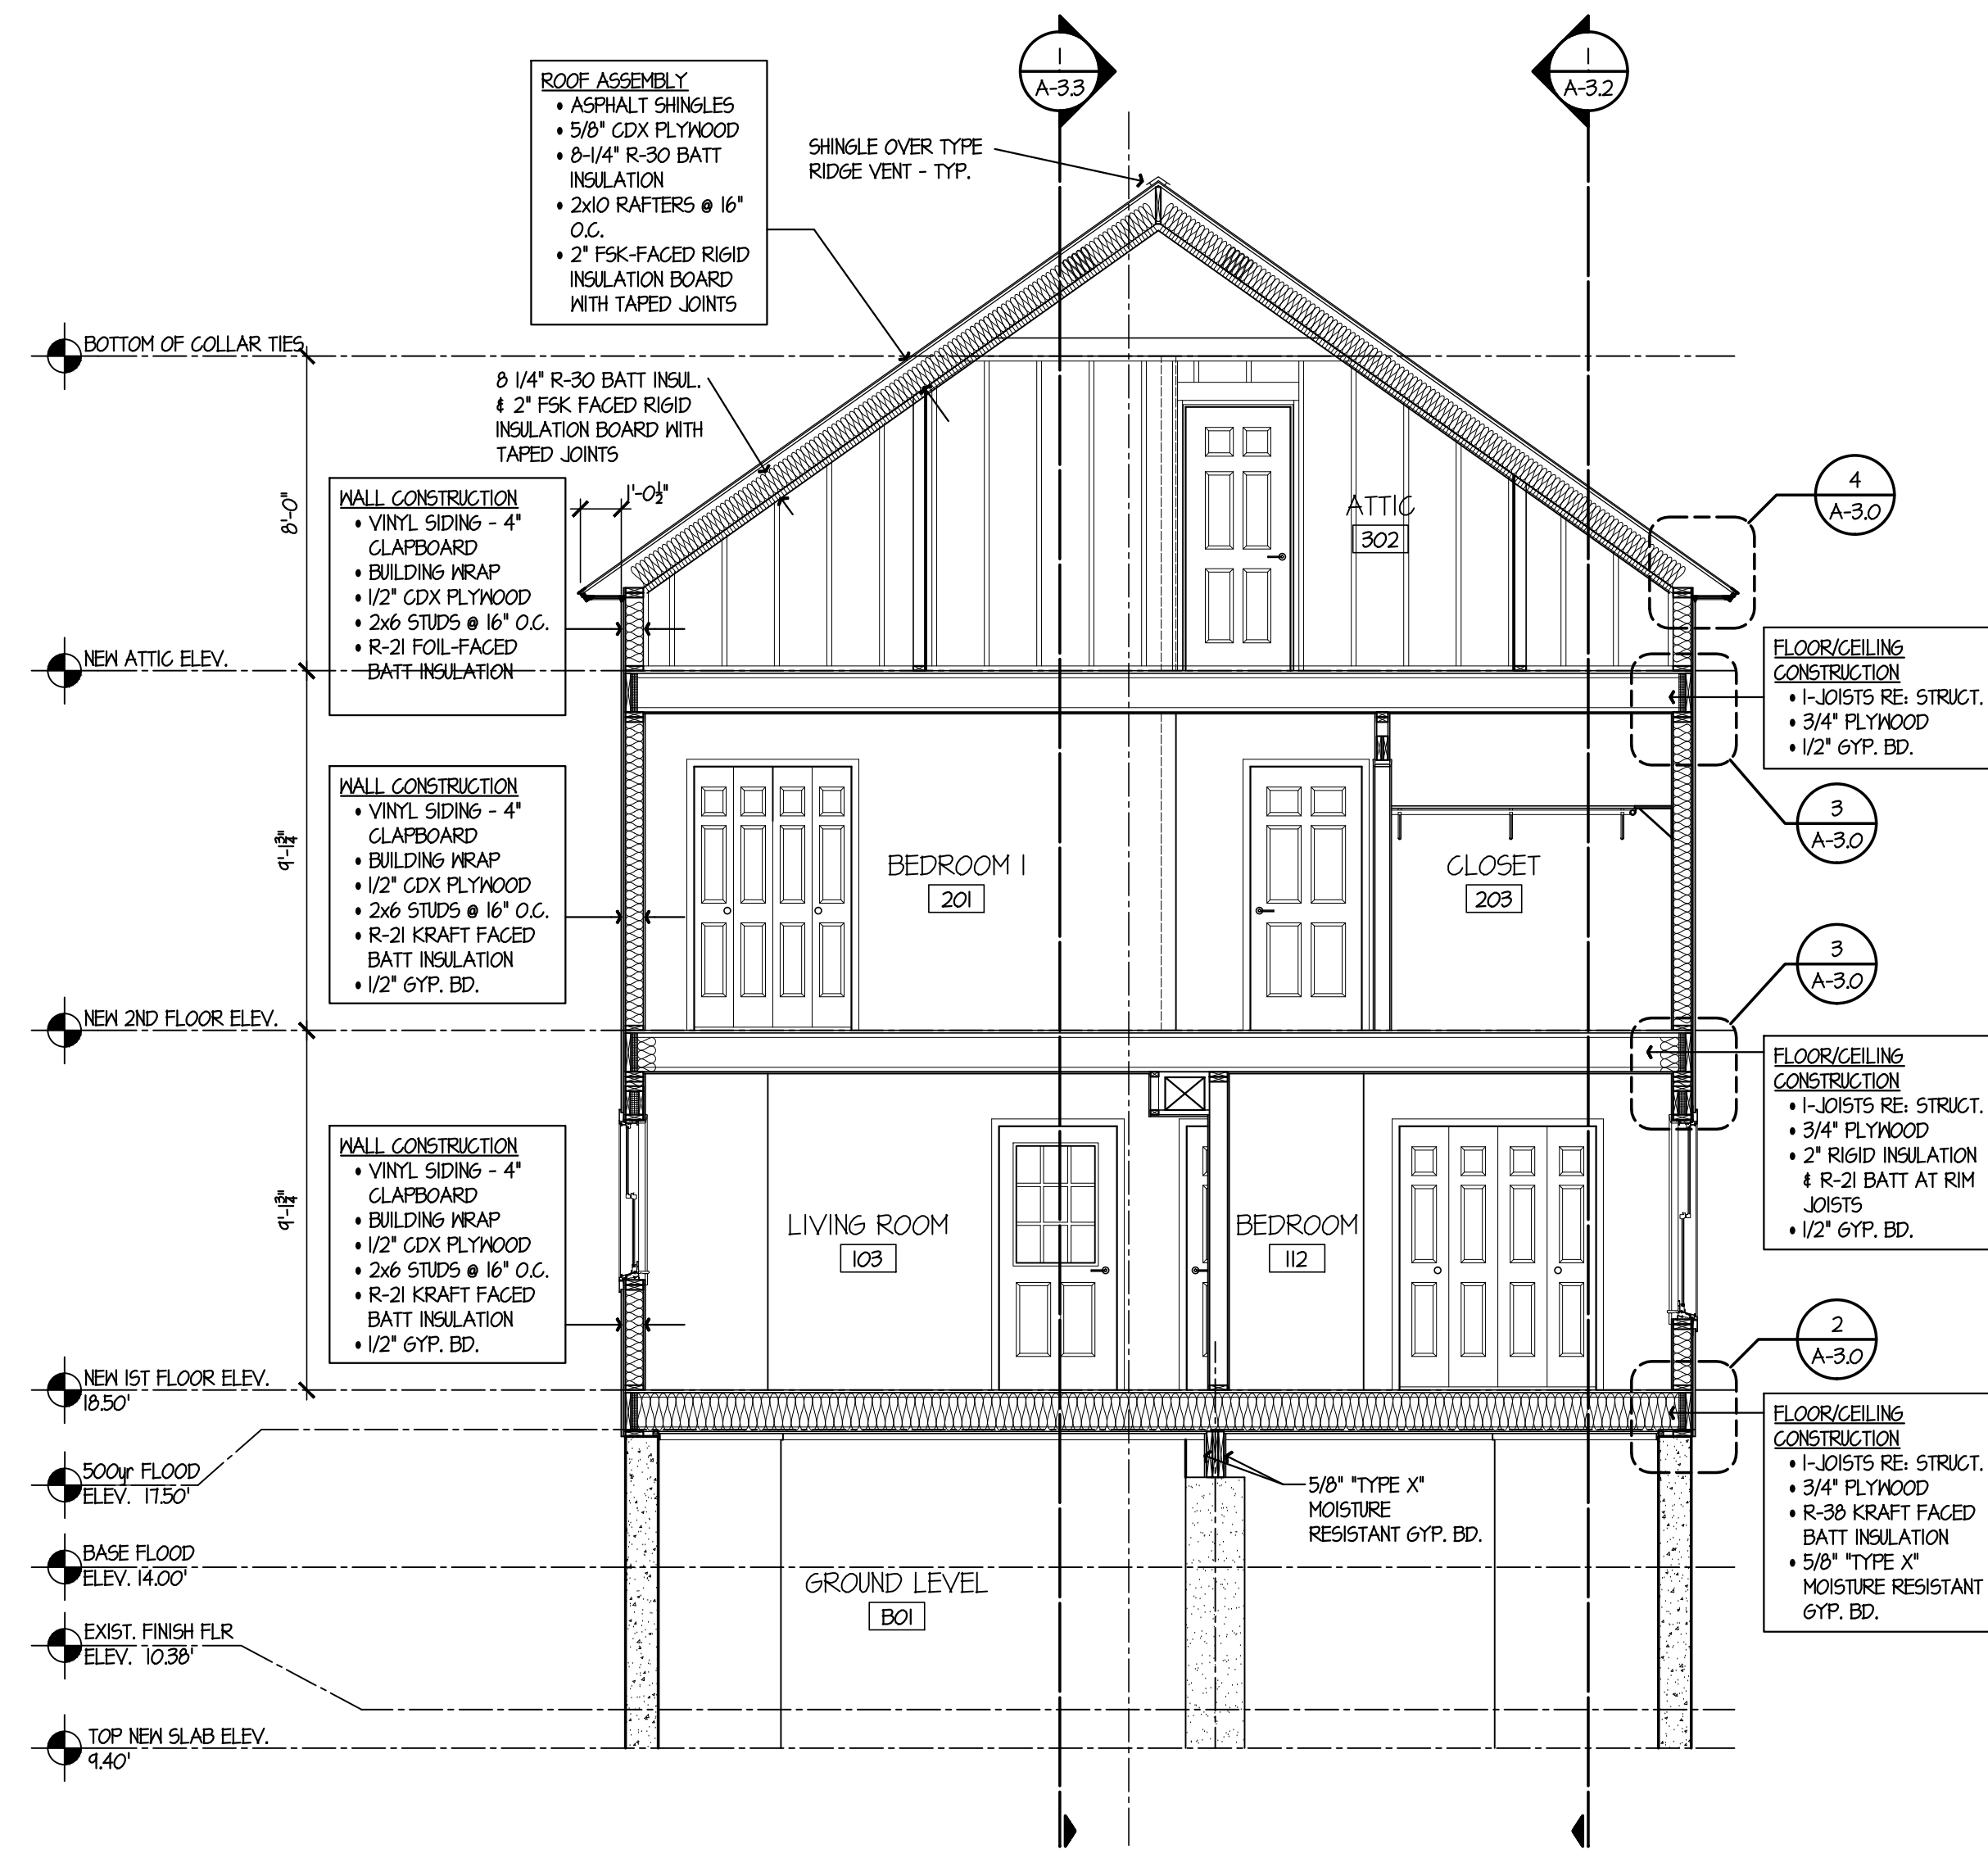 A-3.3
A-3.2
ROOF ASSEMBLY
• ASPHALT SHINGLES
• 5/8" CDX PLYWOOD
• 8-1/4" R-30 BATT
INSULATION
• 2x10 RAFTERS @ 16"
O.C.
• 2" FSK-FACED RIGID
INSULATION BOARD
WITH TAPED JOINTS
SHINGLE OVER TYPE
RIDGE VENT - TYP.
BOTTOM OF COLLAR TIES
8 1/4" R-30 BATT INSUL.
& 2" FSK FACED RIGID
INSULATION BOARD WITH
TAPED JOINTS
1'-0½"
8'-0"
WALL CONSTRUCTION
• VINYL SIDING - 4"
CLAPBOARD
• BUILDING WRAP
• 1/2" CDX PLYWOOD
• 2x6 STUDS @ 16" O.C.
• R-21 FOIL-FACED
BATT INSULATION
ATTIC
302
4
A-3.0
NEW ATTIC ELEV.
FLOOR/CEILING
CONSTRUCTION
• I-JOISTS RE: STRUCT.
• 3/4" PLYWOOD
• 1/2" GYP. BD.
3
A-3.0
WALL CONSTRUCTION
• VINYL SIDING - 4"
CLAPBOARD
• BUILDING WRAP
• 1/2" CDX PLYWOOD
• 2x6 STUDS @ 16" O.C.
• R-21 KRAFT FACED
BATT INSULATION
• 1/2" GYP. BD.
9'-1¾"
BEDROOM 1
201
CLOSET
203
3
A-3.0
NEW 2ND FLOOR ELEV.
FLOOR/CEILING
CONSTRUCTION
• I-JOISTS RE: STRUCT.
• 3/4" PLYWOOD
• 2" RIGID INSULATION
& R-21 BATT AT RIM
JOISTS
• 1/2" GYP. BD.
WALL CONSTRUCTION
• VINYL SIDING - 4"
CLAPBOARD
• BUILDING WRAP
• 1/2" CDX PLYWOOD
• 2x6 STUDS @ 16" O.C.
• R-21 KRAFT FACED
BATT INSULATION
• 1/2" GYP. BD.
9'-1¾"
LIVING ROOM
103
BEDROOM
112
2
A-3.0
NEW 1ST FLOOR ELEV.
18.50'
FLOOR/CEILING
CONSTRUCTION
• I-JOISTS RE: STRUCT.
• 3/4" PLYWOOD
• R-38 KRAFT FACED
BATT INSULATION
• 5/8" "TYPE X"
MOISTURE RESISTANT
GYP. BD.
500yr FLOOD
ELEV. 17.50'
5/8" "TYPE X"
MOISTURE
RESISTANT GYP. BD.
BASE FLOOD
ELEV. 14.00'
GROUND LEVEL
B01
EXIST. FINISH FLR
ELEV. 10.38'
TOP NEW SLAB ELEV.
9.40'